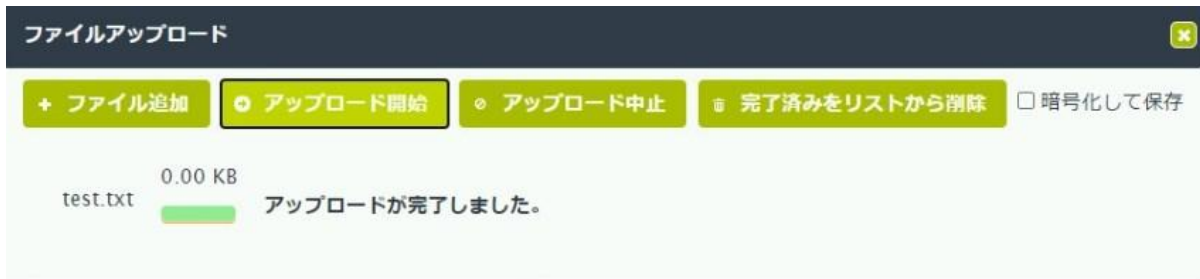 ファイルアップロード
ファイル追加 アップロード開始 アップロード中止 完了済みをリストから削除 暗号化して保存
0.00 KB
test.txt アップロードが完了しました。